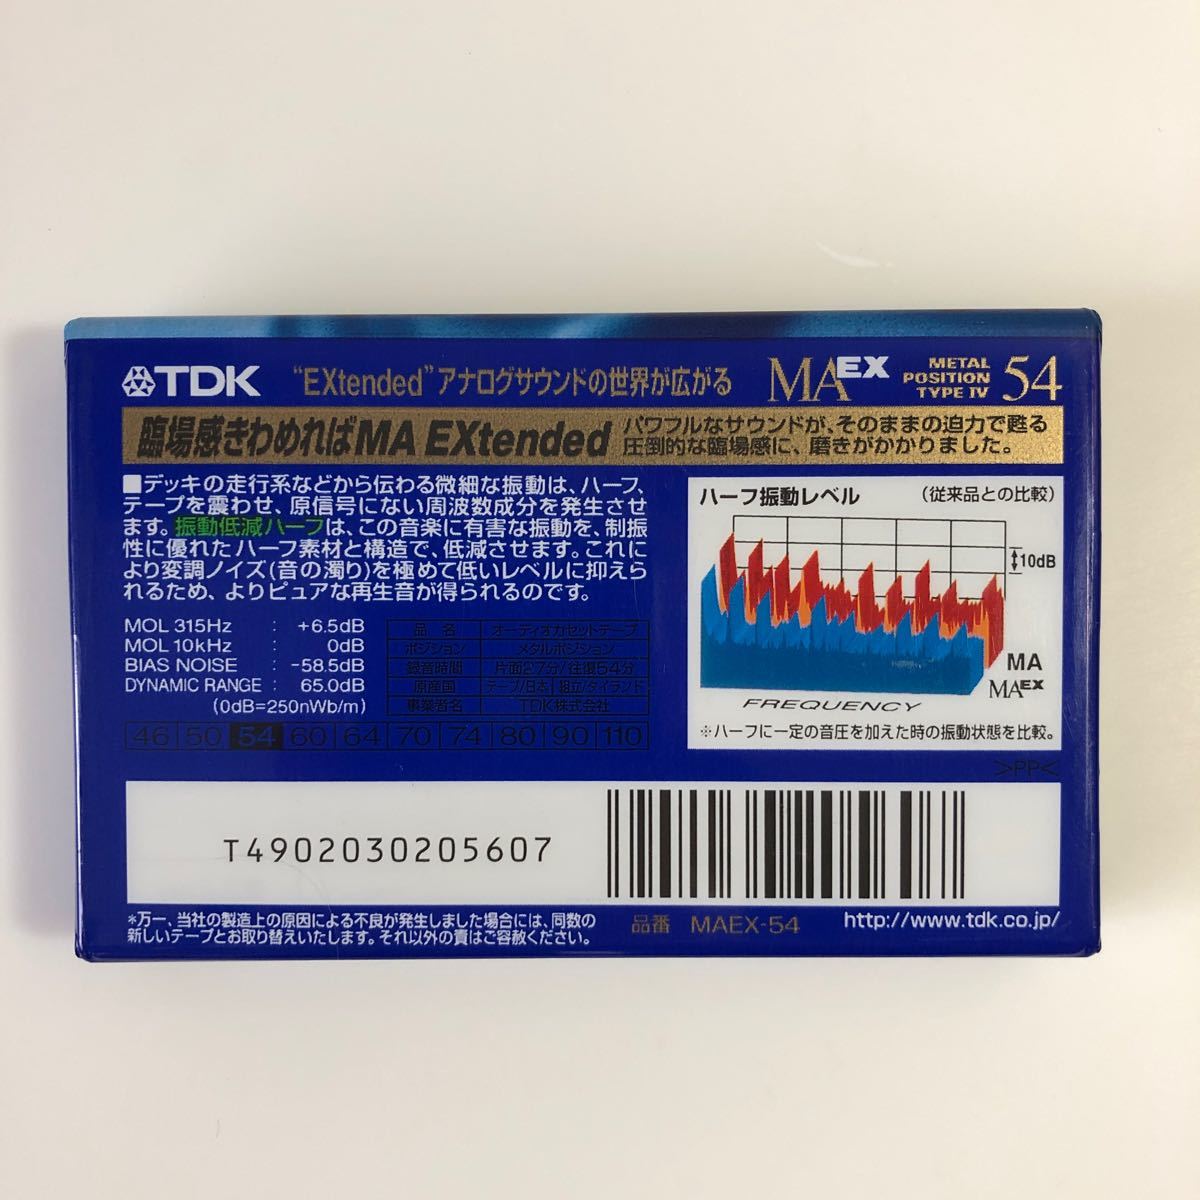 TDK
"EXtended"アナログサウンドの世界が広がる
MAEX
METAL
POSITION
TYPE IV
54
臨場感きわめればMA EXtended
パワフルなサウンドが、そのままの迫力で甦る
圧倒的な臨場感に、磨きがかかりました。
■デッキの走行系などから伝わる微細な振動は、ハーフ、
テープを震わせ、原信号にない周波数成分を発生させ
ます。振動低減ハーフは、この音楽に有害な振動を、制振
性に優れたハーフ素材と構造で、低減させます。これに
より変調ノイズ(音の濁り)を極めて低いレベルに抑えら
れるため、よりピュアな再生音が得られるのです。
MOL 315Hz : +6.5dB
MOL 10kHz : 0dB
BIAS NOISE : -58.5dB
DYNAMIC RANGE : 65.0dB
(0dB=250nWb/m)
品名 オーディオカセットテープ
ポジション メタルポジション
録音時間 片面27分/往復54分
原産国 テープ/日本 組立/タイランド
事業者名 TDK株式会社
46 50 54 60 64 70 74 80 90 110
ハーフ振動レベル (従来品との比較)
10dB
MA
MAEX
FREQUENCY
※ハーフに一定の音圧を加えた時の振動状態を比較。
>PP<
T4902030205607
*万一、当社の製造上の原因による不良が発生しました場合には、同数の
新しいテープとお取り替えいたします。それ以外の責はご容赦ください。
品番 MAEX-54
http://www.tdk.co.jp/